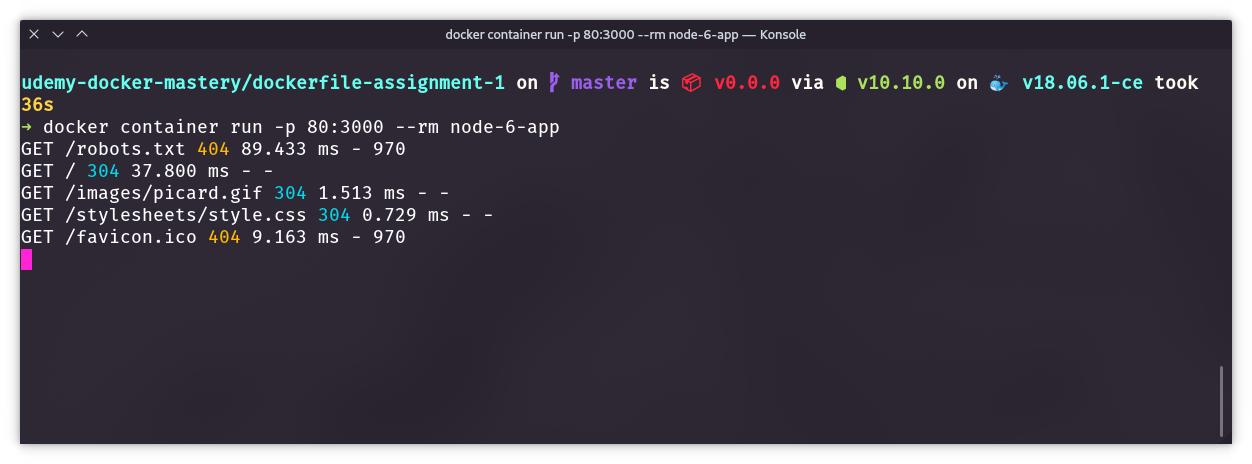 docker container run -p 80:3000 --rm node-6-app — Konsole
udemy-docker-mastery/dockerfile-assignment-1 on master is 📦 v0.0.0 via ⬢ v10.10.0 on 🐳 v18.06.1-ce took
36s
➜ docker container run -p 80:3000 --rm node-6-app
GET /robots.txt 404 89.433 ms - 970
GET / 304 37.800 ms - -
GET /images/picard.gif 304 1.513 ms - -
GET /stylesheets/style.css 304 0.729 ms - -
GET /favicon.ico 404 9.163 ms - 970